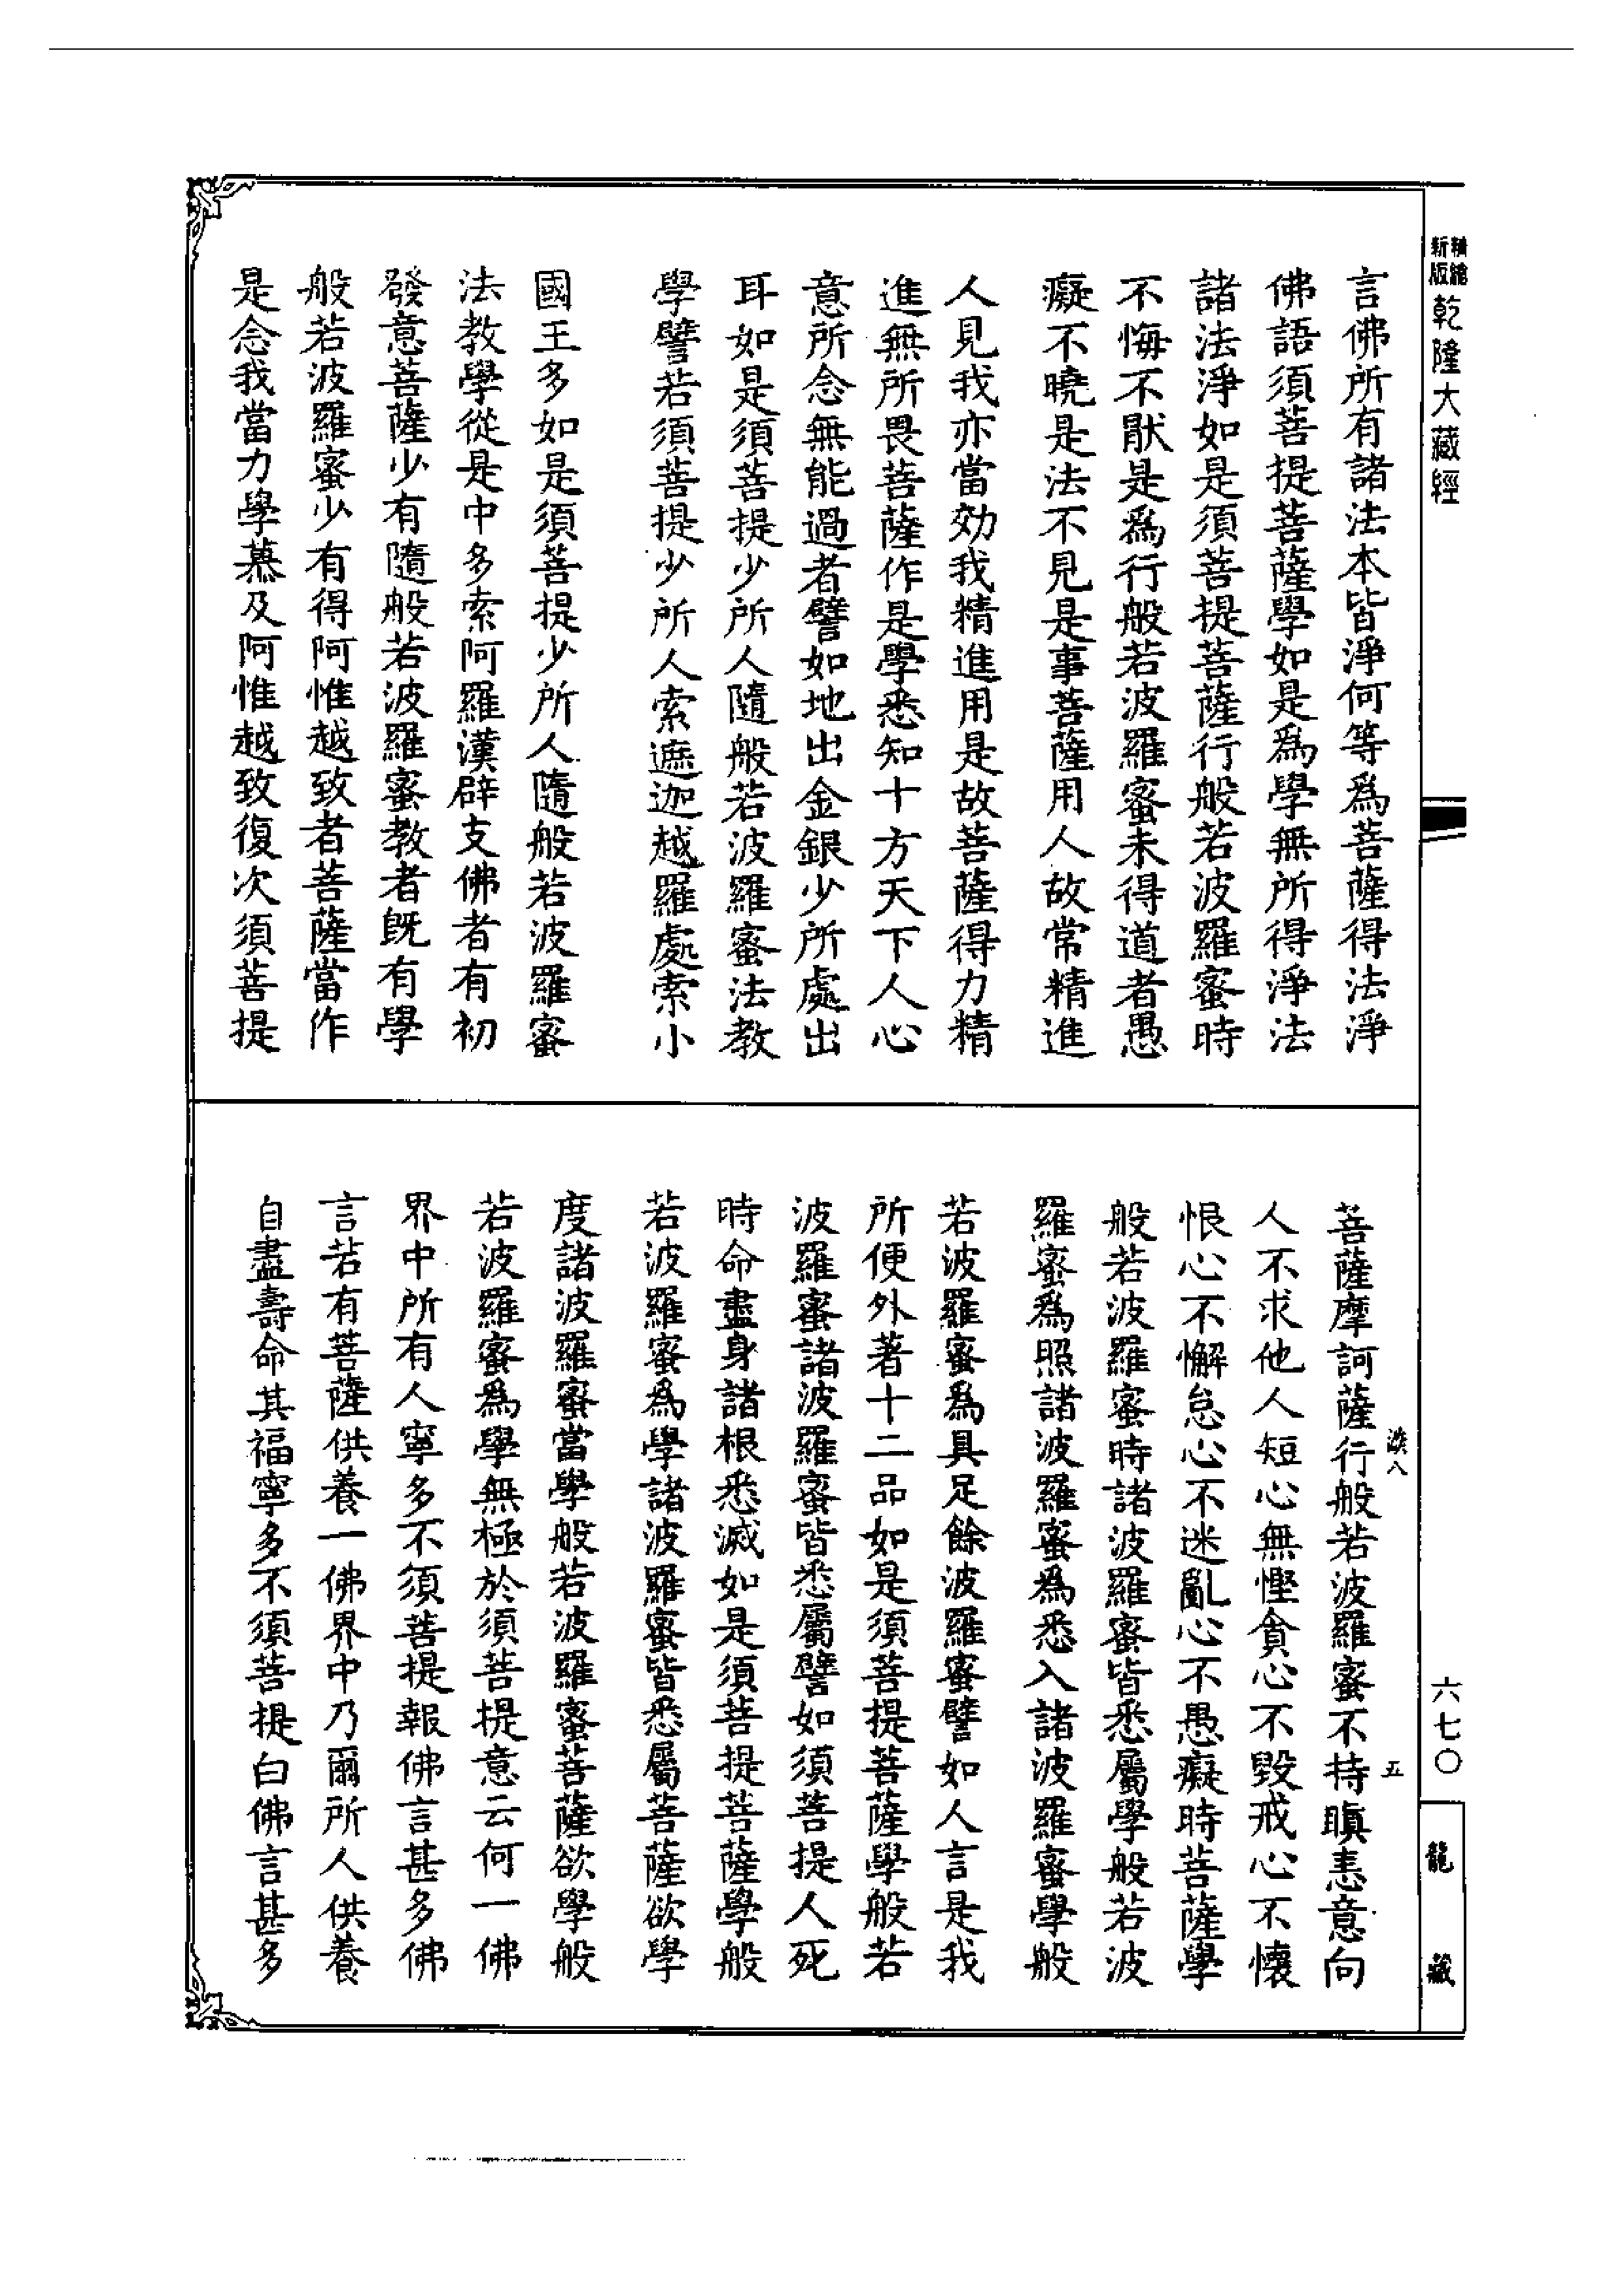 精繪
新版
乾隆大藏經
言佛所有諸法本皆淨何等爲菩薩得法淨
佛語須菩提菩薩學如是爲學無所得淨法
諸法淨如是須菩提菩薩行般若波羅蜜時
不悔不猒是爲行般若波羅蜜未得道者愚
癡不曉是法不見是事菩薩用人故常精進
人見我亦當効我精進用是故菩薩得力精
進無所畏菩薩作是學悉知十方天下人心
意所念無能過者譬如地出金銀少所處出
耳如是須菩提少所人隨般若波羅蜜法教
學譬若須菩提少所人索遮迦越羅處索小
國王多如是須菩提少所人隨般若波羅蜜
法教學從是中多索阿羅漢辟支佛者有初
發意菩薩少有隨般若波羅蜜教者既有學
般若波羅蜜少有得阿惟越致者菩薩當作
是念我當力學慕及阿惟越致復次須菩提
菩薩摩訶薩行般若波羅蜜不持瞋恚意向
人不求他人短心無慳貪心不毀戒心不懷
恨心不懈怠心不迷亂心不愚癡時菩薩學
般若波羅蜜時諸波羅蜜皆悉屬學般若波
羅蜜爲照諸波羅蜜爲悉入諸波羅蜜學般
若波羅蜜爲具足餘波羅蜜譬如人言是我
所便外著十二品如是須菩提菩薩學般若
波羅蜜諸波羅蜜皆悉屬譬如須菩提人死
時命盡身諸根悉滅如是須菩提菩薩學般
若波羅蜜爲學諸波羅蜜皆悉屬菩薩欲學
度諸波羅蜜當學般若波羅蜜菩薩欲學般
若波羅蜜爲學無極於須菩提意云何一佛
界中所有人寧多不須菩提報佛言甚多佛
言若有菩薩供養一佛界中乃爾所人供養
自盡壽命其福寧多不須菩提白佛言甚多
五
六七〇
龍藏